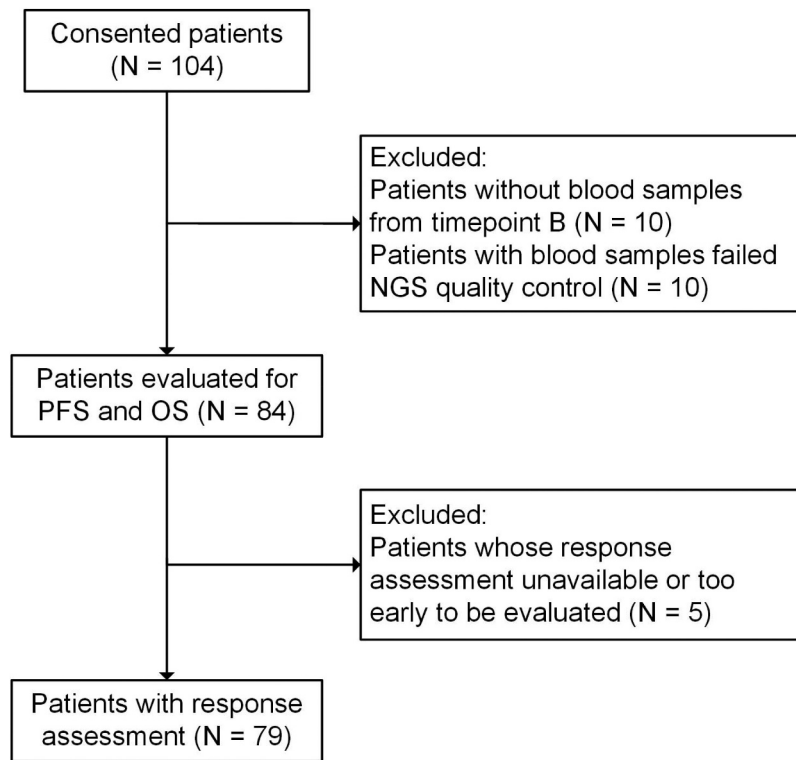 Consented patients
(N = 104)
Excluded:
Patients without blood samples
from timepoint B (N = 10)
Patients with blood samples failed
NGS quality control (N = 10)
Patients evaluated for
PFS and OS (N = 84)
Excluded:
Patients whose response
assessment unavailable or too
early to be evaluated (N = 5)
Patients with response
assessment (N = 79)